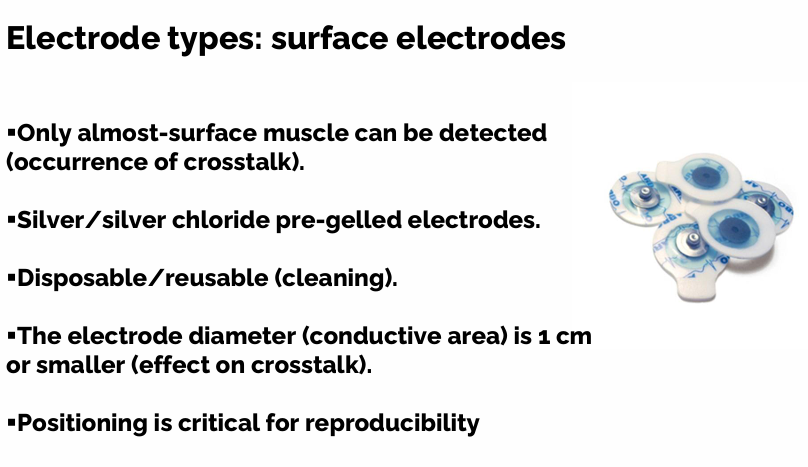 Electrode types: surface electrodes
▪Only almost-surface muscle can be detected
(occurrence of crosstalk).
▪Silver/silver chloride pre-gelled electrodes.
▪Disposable/reusable (cleaning).
▪The electrode diameter (conductive area) is 1 cm
or smaller (effect on crosstalk).
▪Positioning is critical for reproducibility